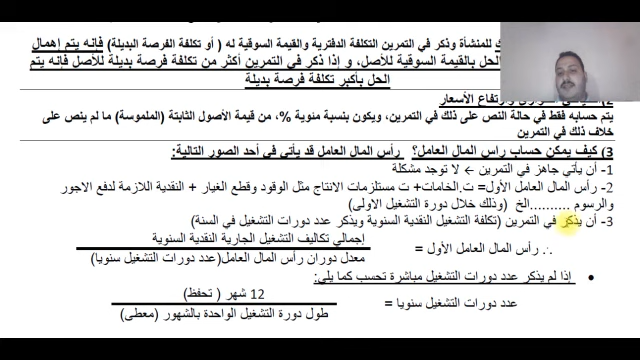 ك للمنشأة وذكر في التمرين التكلفة الدفترية والقيمة السوقية له ( أو تكلفة الفرصة البديلة) فإنه يتم اهمال
الحل بالقيمة السوقية للأصل، و إذا ذكر في التمرين أكثر من تكلفة فرصة بديلة للأصل فإنه يتم
الحل بأكبر تكلفة فرصة بديلة
وارتفاع الأسعار
يتم حسابه فقط في حالة النص على ذلك في التمرين، ويكون بنسبة مئوية %، من قيمة الأصول الثابتة (الملموسة) ما لم ينص على
خلاف ذلك في التمرين
3) كيف يمكن حساب راس المال العامل؟ رأس المال العامل قد يأتي في أحد الصور التالية:
1- أن يأتي جاهز في التمرين ← لا توجد مشكلة
2- رأس المال العامل الأول= ت.الخامات+ ت مستلزمات الانتاج مثل الوقود وقطع الغيار + النقدية اللازمة لدفع الاجور
والرسوم ..........الخ (وذلك خلال دورة التشغيل الاولى)
3- أن يذكر في التمرين (تكلفة التشغيل النقدية السنوية ويذكر عدد دورات التشغيل في السنة)
∴ رأس المال العامل الأول = إجمالي تكاليف التشغيل الجارية النقدية السنوية
معدل دوران رأس المال العامل(عدد دورات التشغيل سنويا)
• إذا لم يذكر عدد دورات التشغيل مباشرة تحسب كما يلي:
عدد دورات التشغيل سنويا = 12 شهر ( تحفظ)
طول دورة التشغيل الواحدة بالشهور (معطى)